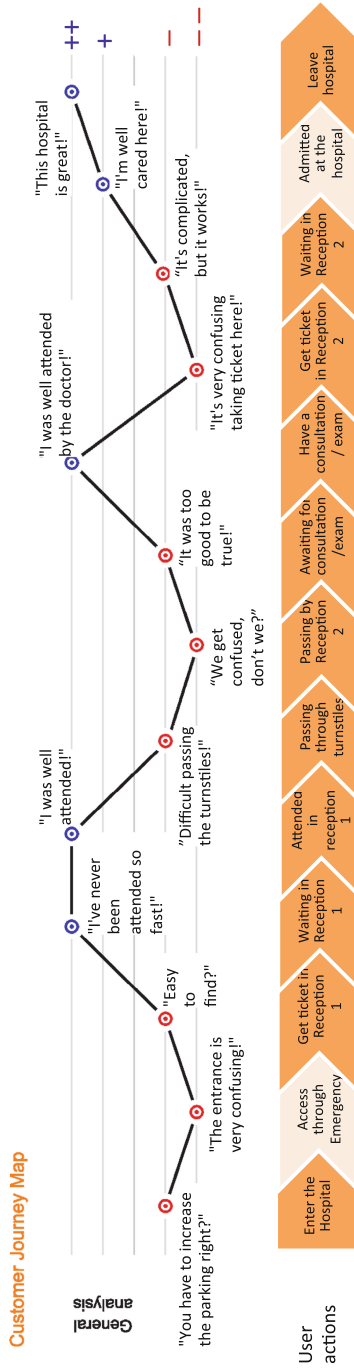 Customer Journey Map
++
+
–
– –
General
analysis
"You have to increase
the parking right?"
"The entrance is
very confusing!"
"Easy
to
find?"
"I've never
been
attended so
fast!"
"I was well
attended!"
"Difficult passing
the turnstiles!"
"We get
confused,
don't we?"
"It was too
good to be
true!"
"I was well attended
by the doctor!"
"It's very confusing
taking ticket here!"
"It's complicated,
but it works!"
"I'm well
cared here!"
"This hospital
is great!"
User
actions
Enter the
Hospital
Access
through
Emergency
Get ticket in
Reception
1
Waiting in
Reception
1
Attended
in
reception
1
Passing
through
turnstiles
Passing by
Reception
2
Awaiting for
consultation
/exam
Have a
consultation
/ exam
Get ticket
in Reception
2
Waiting in
Reception
2
Admitted
at the
hospital
Leave
hospital